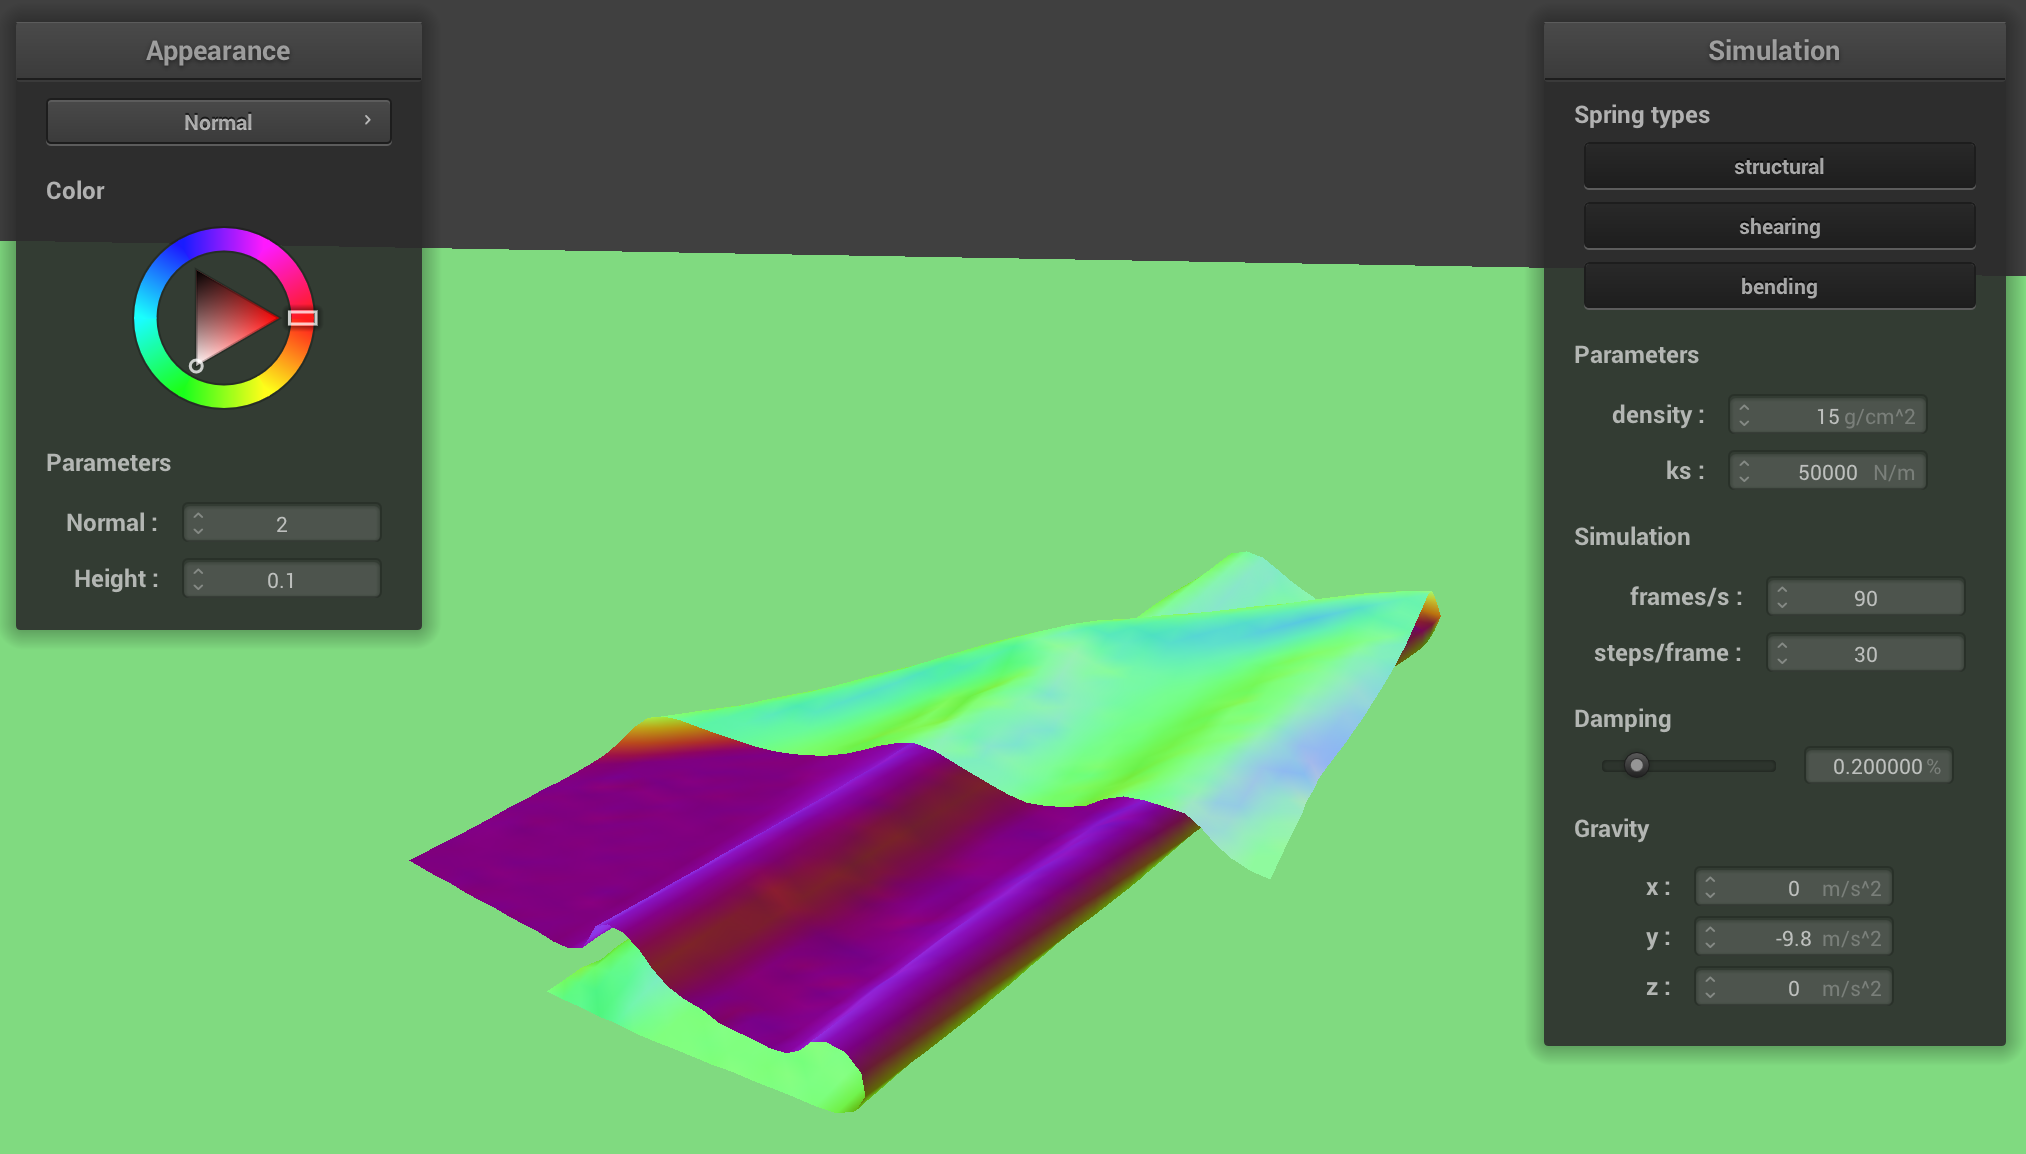 Appearance
Normal
Color
Parameters
Normal : 2
Height : 0.1
Simulation
Spring types
structural
shearing
bending
Parameters
density : 15 g/cm^2
ks : 50000 N/m
Simulation
frames/s : 90
steps/frame : 30
Damping
0.200000 %
Gravity
x : 0 m/s^2
y : -9.8 m/s^2
z : 0 m/s^2